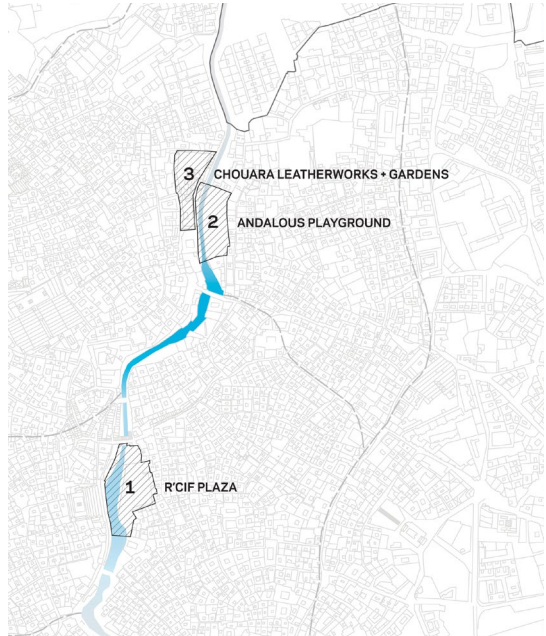 3 CHOUARA LEATHERWORKS + GARDENS
2 ANDALOUS PLAYGROUND
1 R'CIF PLAZA